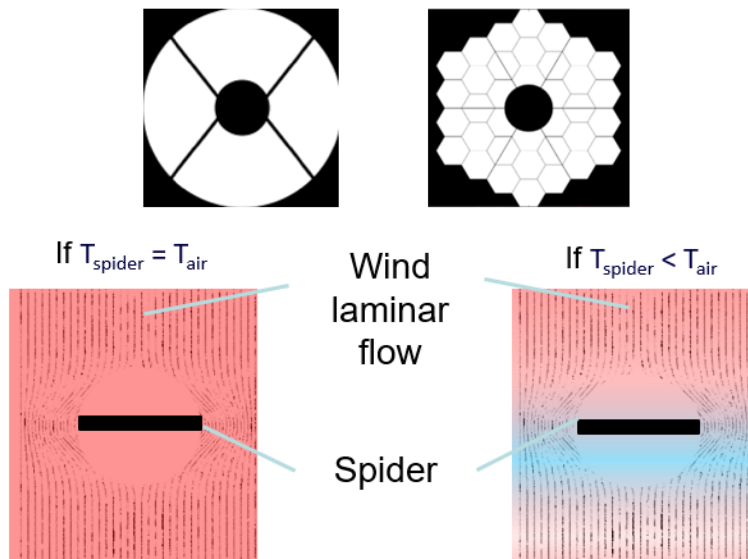 If T_spider = T_air
If T_spider < T_air
Wind
laminar
flow
Spider